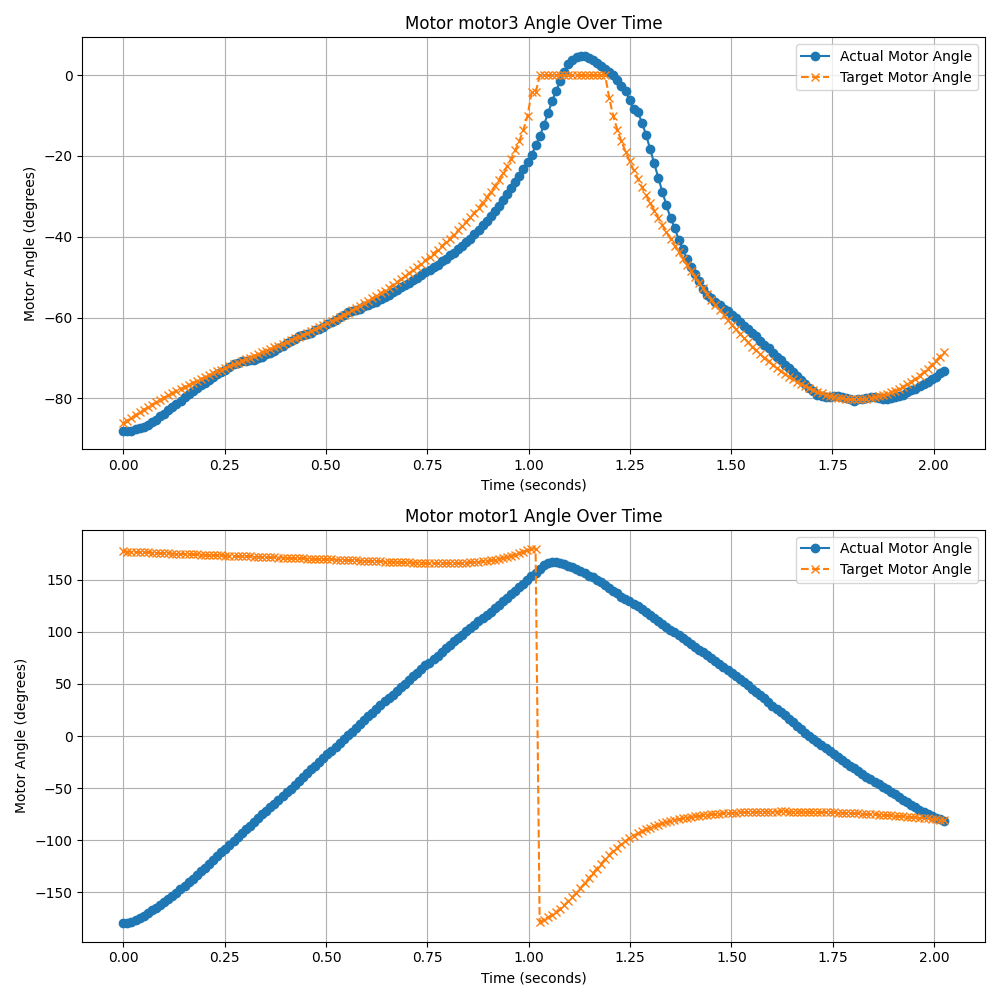 Motor motor3 Angle Over Time
Motor Angle (degrees)
0
−20
−40
−60
−80
Actual Motor Angle
Target Motor Angle
0.00 0.25 0.50 0.75 1.00 1.25 1.50 1.75 2.00
Time (seconds)
Motor motor1 Angle Over Time
Motor Angle (degrees)
150
100
50
0
−50
−100
−150
Actual Motor Angle
Target Motor Angle
0.00 0.25 0.50 0.75 1.00 1.25 1.50 1.75 2.00
Time (seconds)